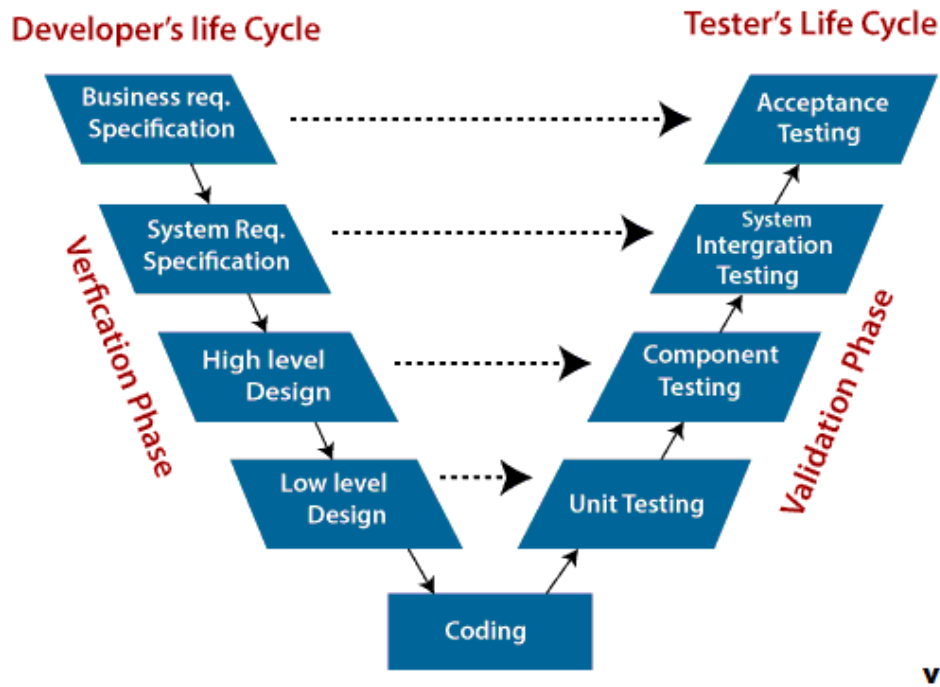 Developer's life Cycle
Tester's Life Cycle
Business req.
Specification
Acceptance
Testing
System Req.
Specification
System
Intergration
Testing
High level
Design
Component
Testing
Low level
Design
Unit Testing
Coding
Verfication Phase
Validation Phase
v